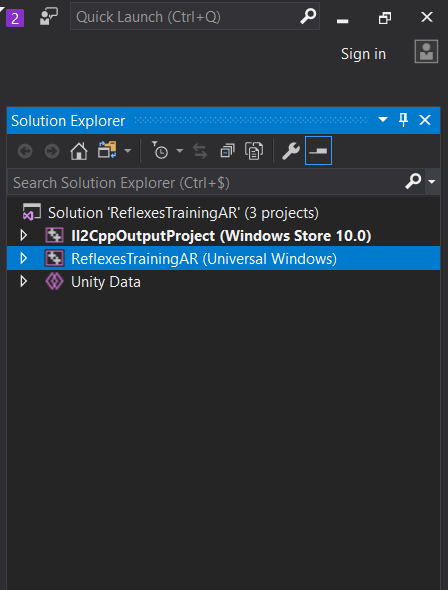 2
Quick Launch (Ctrl+Q)
Sign in
Solution Explorer
Search Solution Explorer (Ctrl+$)
Solution 'ReflexesTrainingAR' (3 projects)
Il2CppOutputProject (Windows Store 10.0)
ReflexesTrainingAR (Universal Windows)
Unity Data